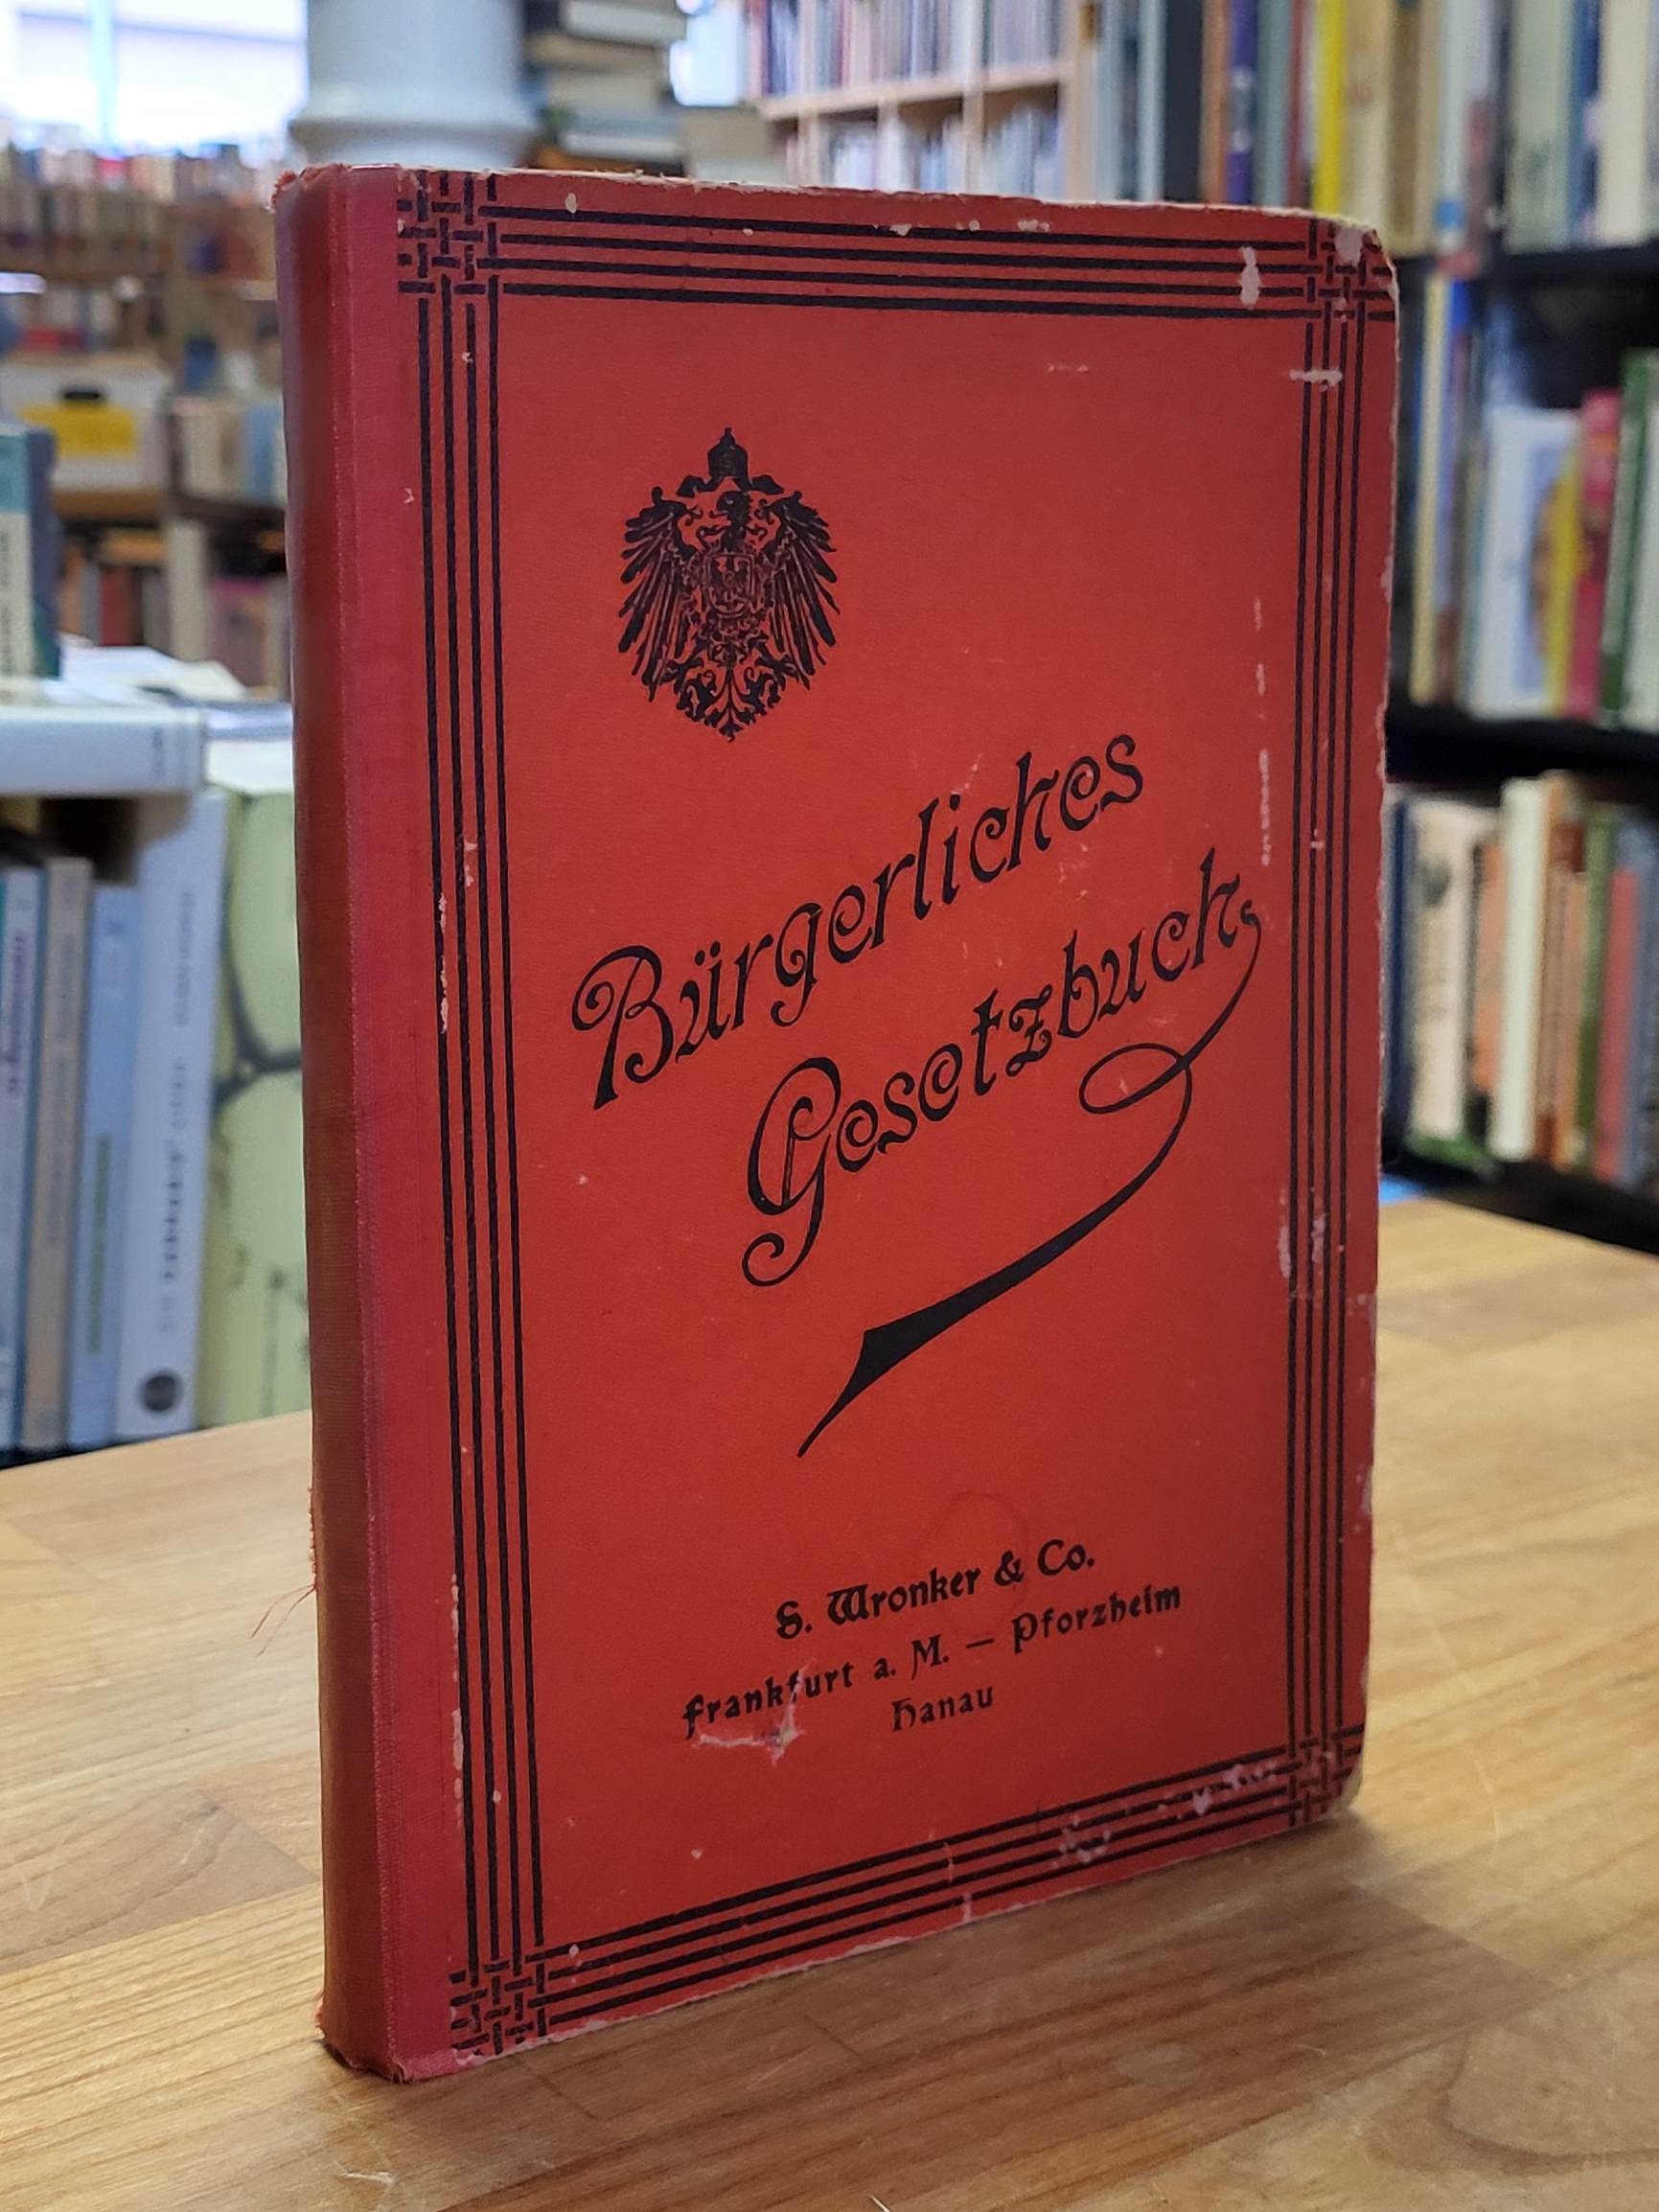 Bürgerliches
Gesetzbuch
S. Wronker & Co.
Frankfurt a. M. — Pforzheim
Hanau